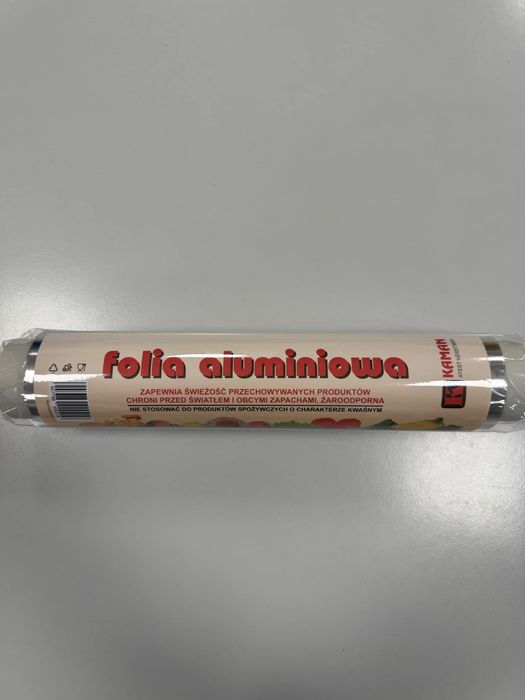 folia aluminiowa
ZAPEWNIA ŚWIEŻOŚĆ PRZECHOWYWANYCH PRODUKTÓW
CHRONI PRZED ŚWIATŁEM I OBCYMI ZAPACHAMI, ŻAROODPORNA
NIE STOSOWAĆ DO PRODUKTÓW SPOŻYWCZYCH O CHARAKTERZE KWAŚNYM
K KAMAN